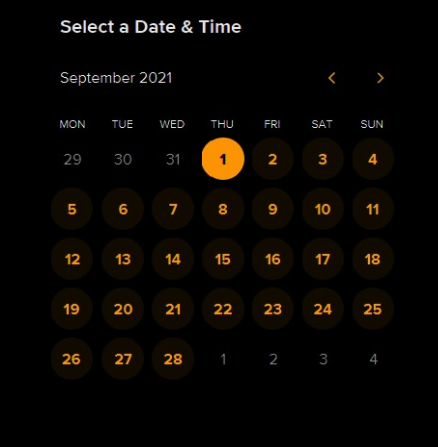 Select a Date & Time
September 2021
MON TUE WED THU FRI SAT SUN
29 30 31 1 2 3 4
5 6 7 8 9 10 11
12 13 14 15 16 17 18
19 20 21 22 23 24 25
26 27 28 1 2 3 4